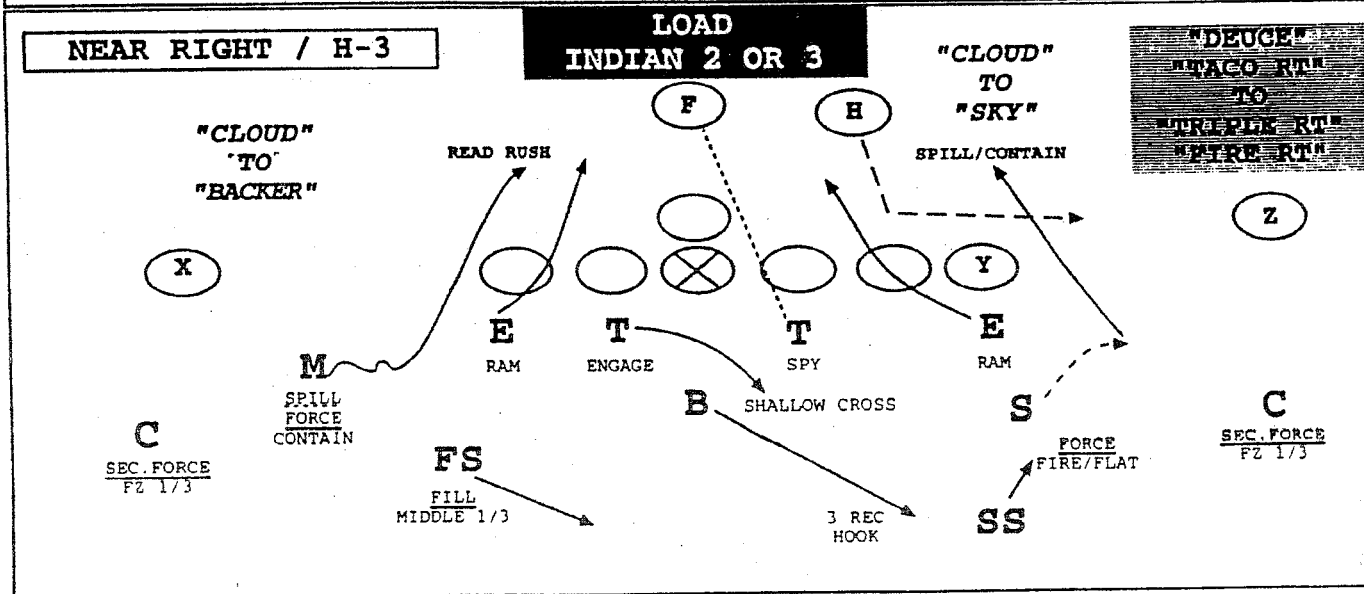 LOAD
INDIAN 2 OR 3
NEAR RIGHT / H-3
"CLOUD"
TO
"SKY"
"DEUCE"
"TACO RT"
TO
"TRIPLE RT"
"FIRE RT"
F
H
"CLOUD"
"TO"
"BACKER"
READ RUSH
SPILL/CONTAIN
Z
X
Y
E
T
T
E
RAM
ENGAGE
SPY
RAM
M
SPILL
FORCE
CONTAIN
B
SHALLOW CROSS
S
C
SEC.FORCE
FZ 1/3
C
SEC.FORCE
FZ 1/3
FORCE
FIRE/FLAT
FS
FILL
MIDDLE 1/3
3 REC
HOOK
SS